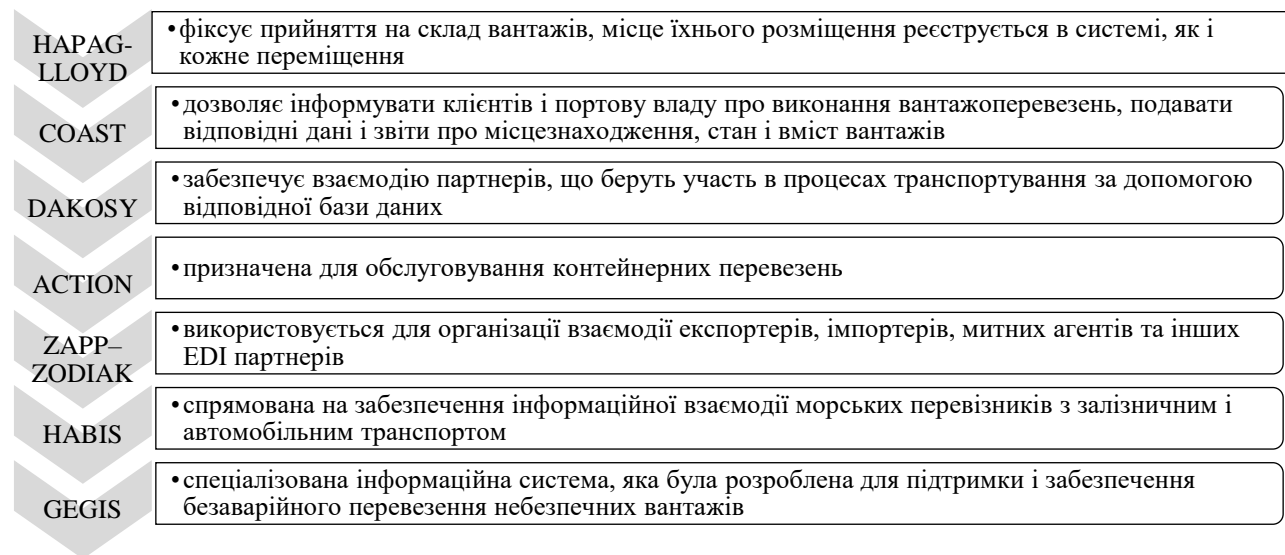 HAPAG-
LLOYD
•фіксує прийняття на склад вантажів, місце їхнього розміщення реєструється в системі, як і
кожне переміщення
COAST
•дозволяє інформувати клієнтів і портову владу про виконання вантажоперевезень, подавати
відповідні дані і звіти про місцезнаходження, стан і вміст вантажів
DAKOSY
•забезпечує взаємодію партнерів, що беруть участь в процесах транспортування за допомогою
відповідної бази даних
ACTION
•призначена для обслуговування контейнерних перевезень
ZAPP–
ZODIAK
•використовується для організації взаємодії експортерів, імпортерів, митних агентів та інших
EDI партнерів
HABIS
•спрямована на забезпечення інформаційної взаємодії морських перевізників з залізничним і
автомобільним транспортом
GEGIS
•спеціалізована інформаційна система, яка була розроблена для підтримки і забезпечення
безаварійного перевезення небезпечних вантажів